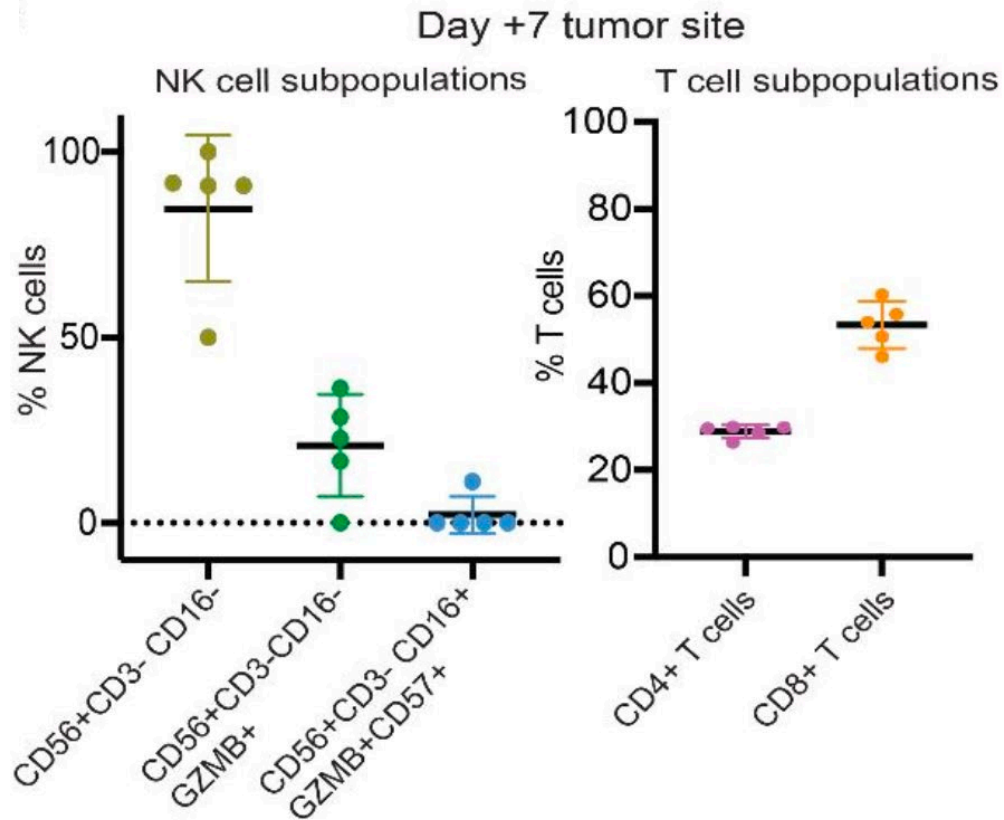 Day +7 tumor site
NK cell subpopulations
% NK cells
100
50
0
CD56+CD3- CD16-
CD56+CD3-CD16-
GZMB+
CD56+CD3- CD16+
GZMB+CD57+
T cell subpopulations
% T cells
100
80
60
40
20
0
CD4+ T cells
CD8+ T cells